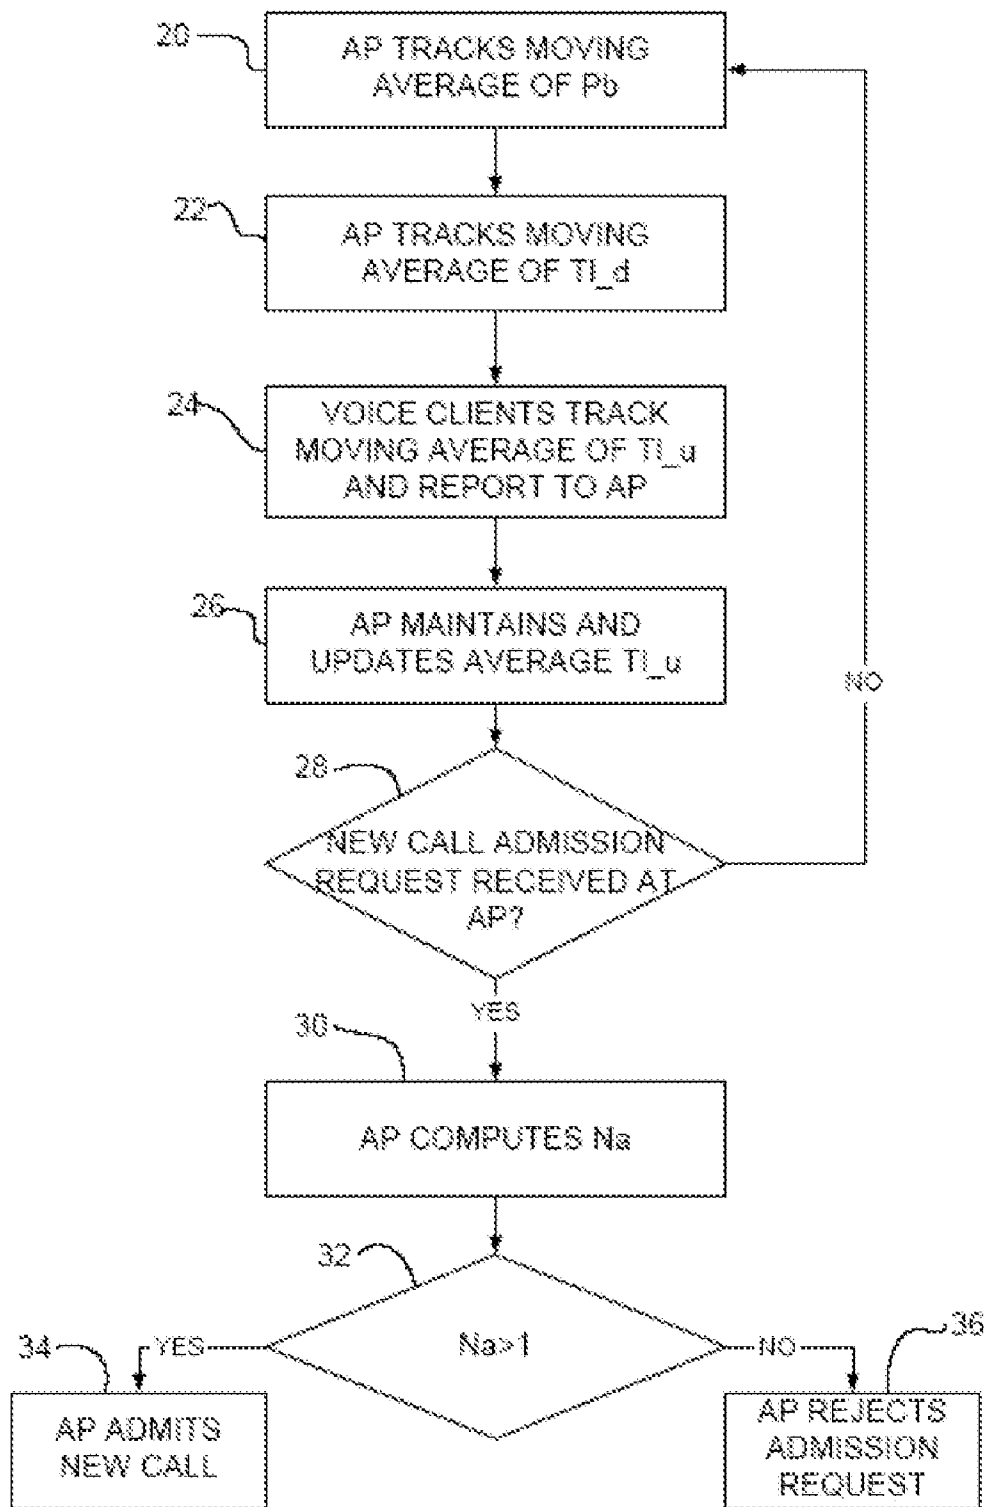 20
AP TRACKS MOVING
AVERAGE OF Pb
22
AP TRACKS MOVING
AVERAGE OF TI_d
24
VOICE CLIENTS TRACK
MOVING AVERAGE OF TI_u
AND REPORT TO AP
26
AP MAINTAINS AND
UPDATES AVERAGE TI_u
NO
28
NEW CALL ADMISSION
REQUEST RECEIVED AT
AP?
YES
30
AP COMPUTES Na
32
Na>1
34
YES
NO
36
AP ADMITS
NEW CALL
AP REJECTS
ADMISSION
REQUEST